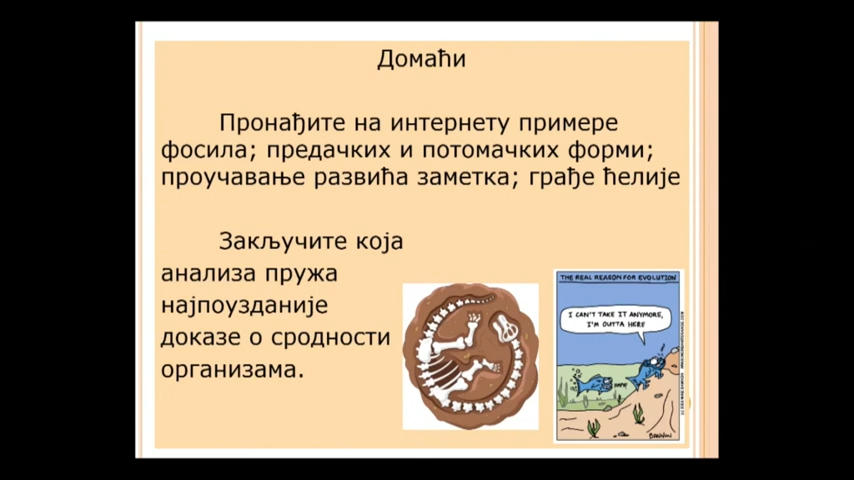 Домаћи
Пронађите на интернету примере
фосила; предачких и потомачких форми;
проучавање развића заметка; грађе ћелије
Закључите која
анализа пружа
најпоузданије
доказе о сродности
организама.
THE REAL REASON FOR EVOLUTION
I CAN'T TAKE IT ANYMORE,
I'M OUTTA HERE